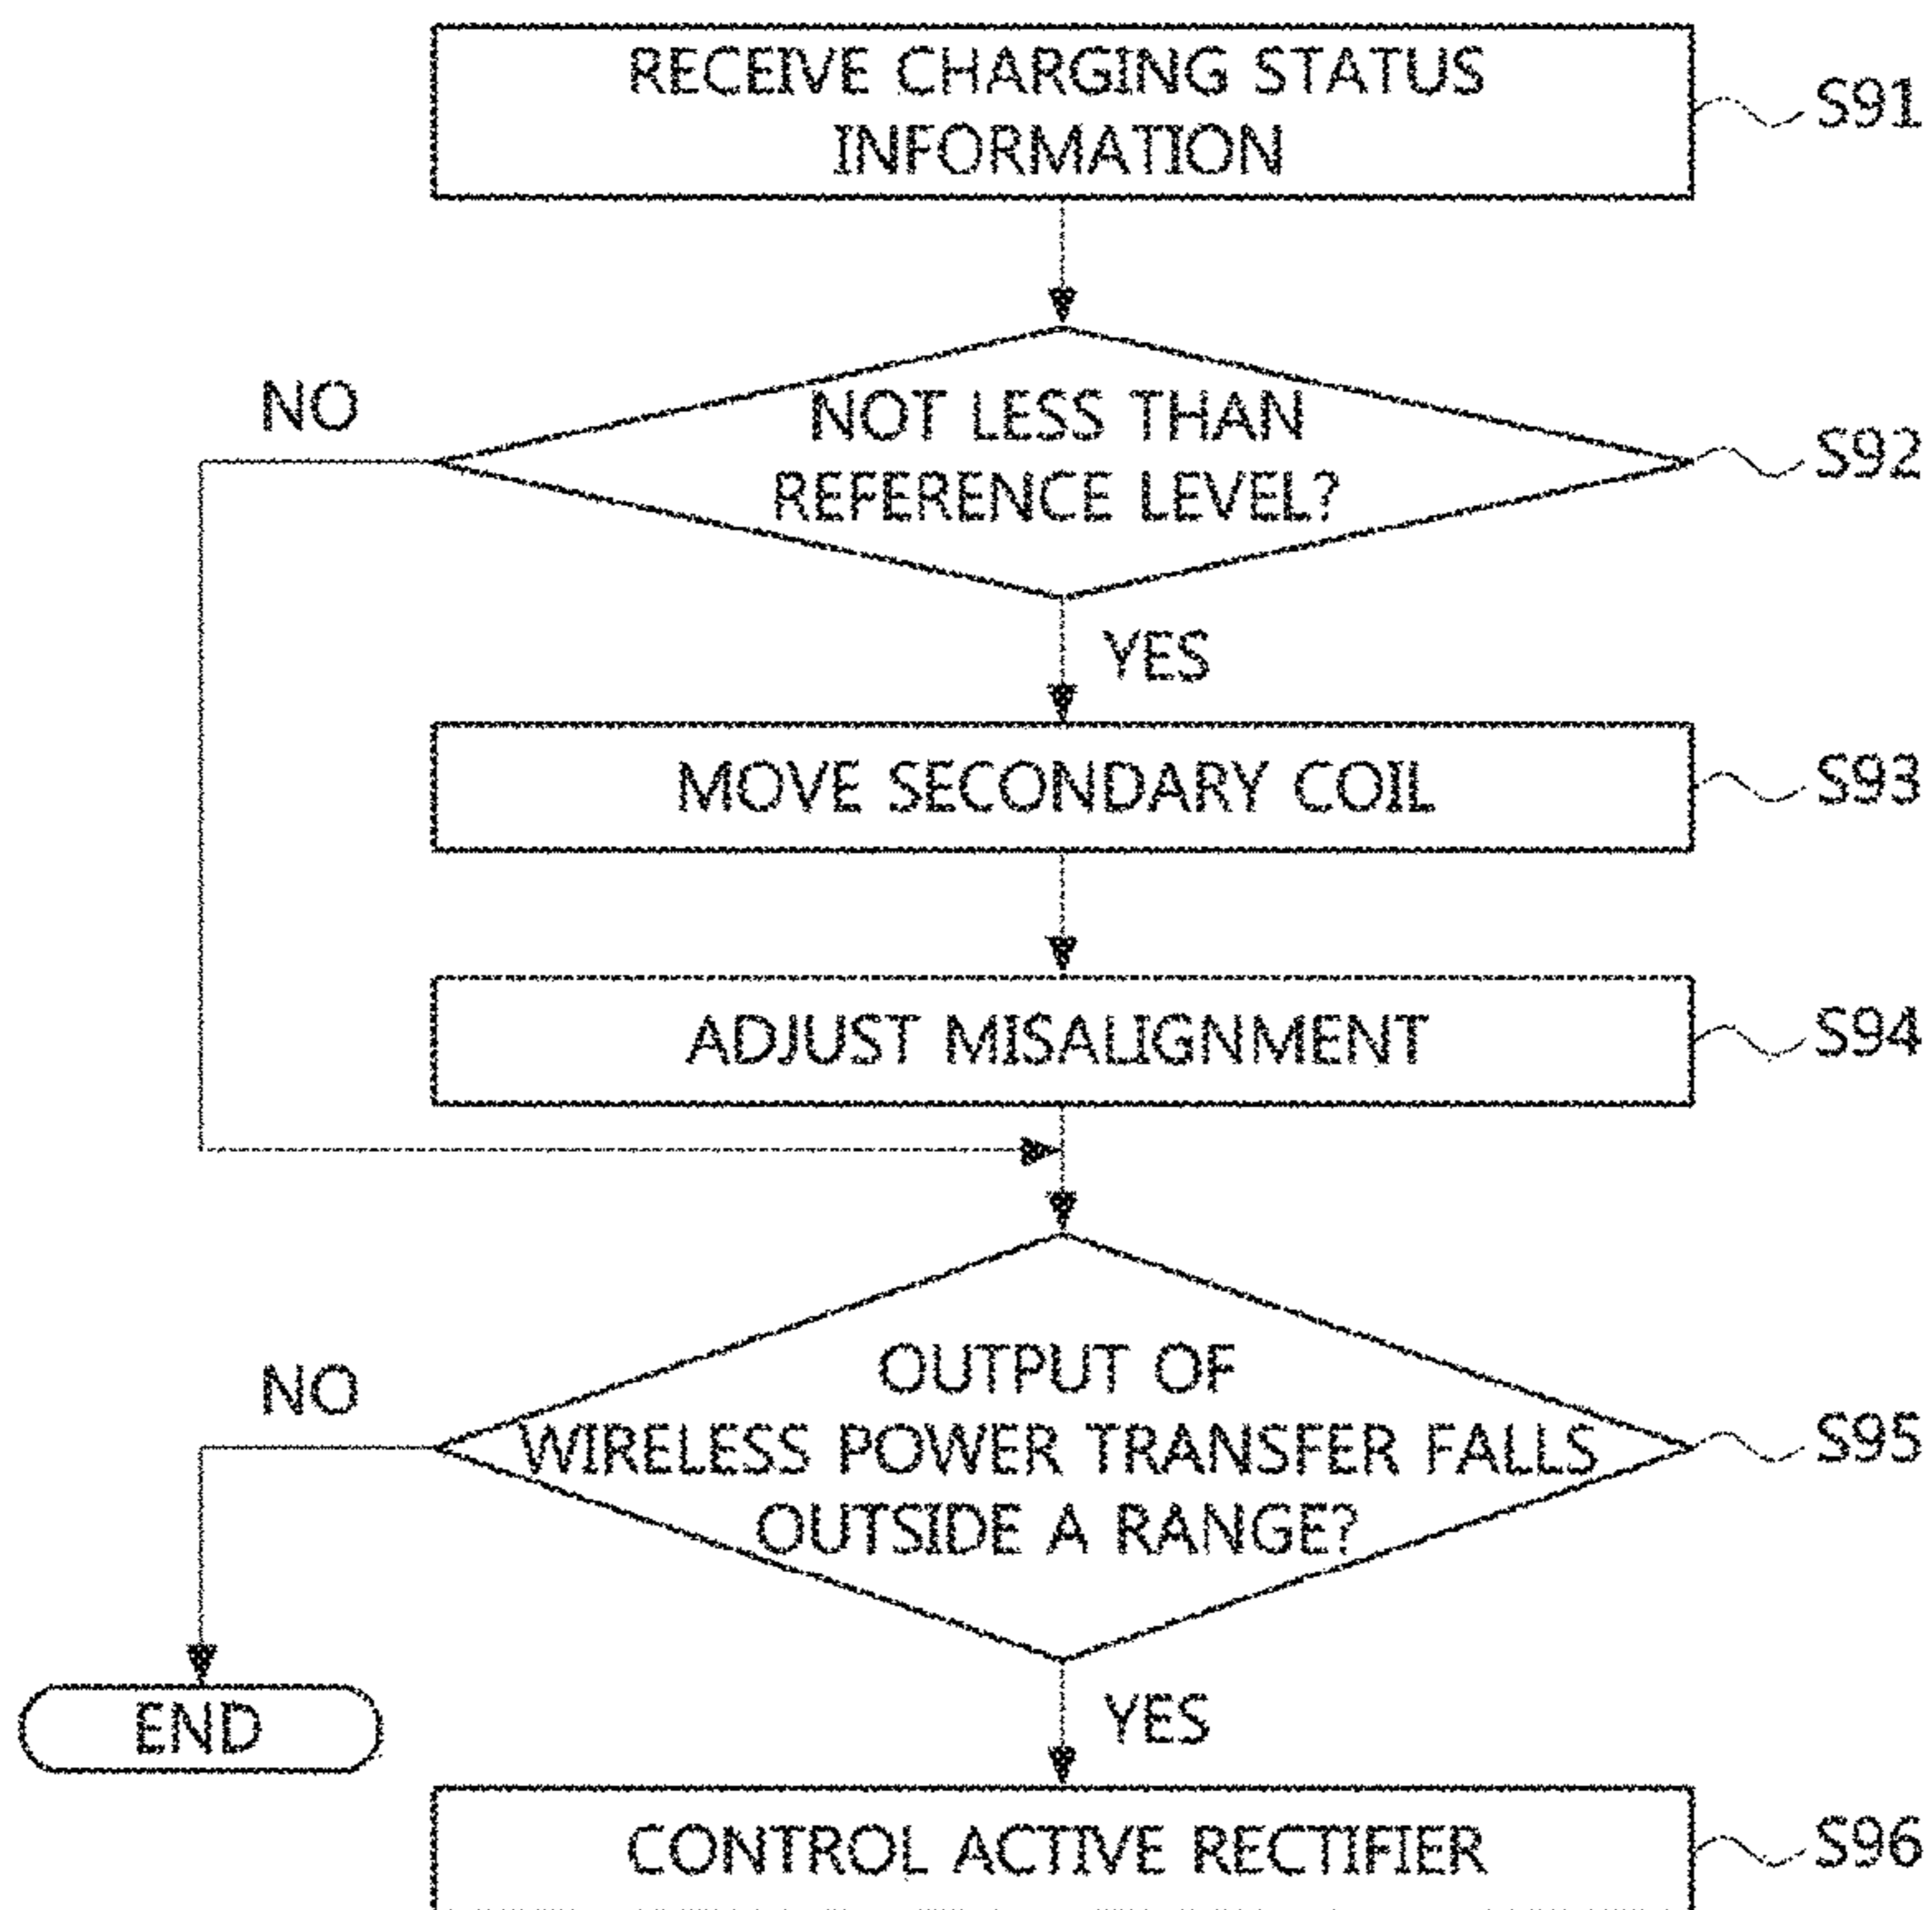 RECEIVE CHARGING STATUS
INFORMATION
S91
NO
NOT LESS THAN
REFERENCE LEVEL?
S92
YES
MOVE SECONDARY COIL
S93
ADJUST MISALIGNMENT
S94
NO
OUTPUT OF
WIRELESS POWER TRANSFER FALLS
OUTSIDE A RANGE?
S95
END
YES
CONTROL ACTIVE RECTIFIER
S96